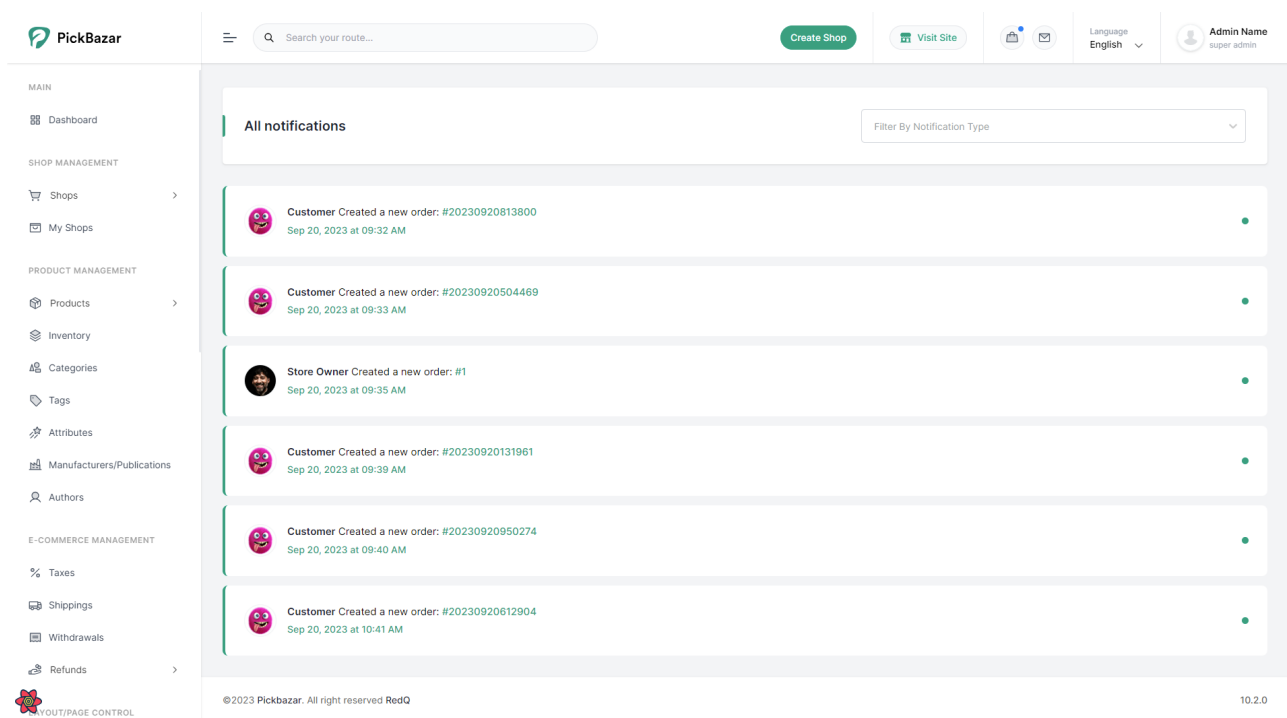 PickBazar
Search your route...
Create Shop
Visit Site
Language
English
Admin Name
super admin
MAIN
Dashboard
SHOP MANAGEMENT
Shops
My Shops
PRODUCT MANAGEMENT
Products
Inventory
Categories
Tags
Attributes
Manufacturers/Publications
Authors
E-COMMERCE MANAGEMENT
Taxes
Shippings
Withdrawals
Refunds
LAYOUT/PAGE CONTROL
All notifications
Filter By Notification Type
Customer Created a new order: #20230920813800
Sep 20, 2023 at 09:32 AM
Customer Created a new order: #20230920504469
Sep 20, 2023 at 09:33 AM
Store Owner Created a new order: #1
Sep 20, 2023 at 09:35 AM
Customer Created a new order: #20230920131961
Sep 20, 2023 at 09:39 AM
Customer Created a new order: #20230920950274
Sep 20, 2023 at 09:40 AM
Customer Created a new order: #20230920612904
Sep 20, 2023 at 10:41 AM
©2023 Pickbazar. All right reserved RedQ
10.2.0